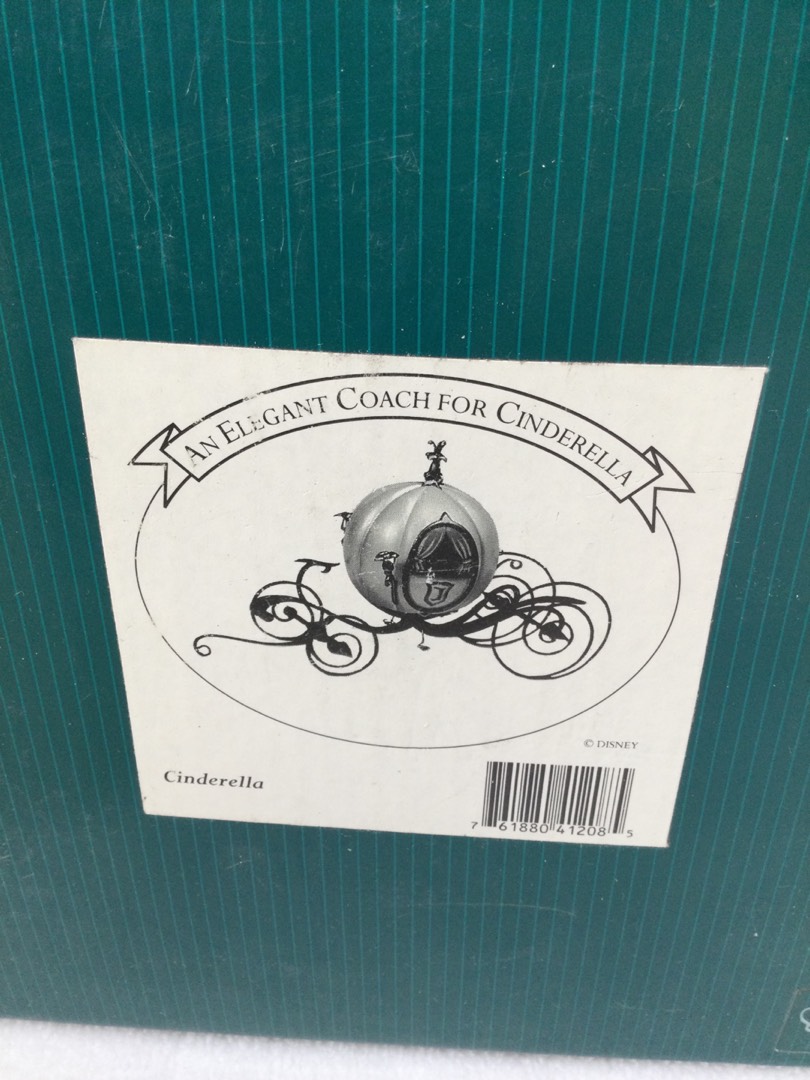 AN ELEGANT COACH FOR CINDERELLA
© DISNEY
Cinderella
7 61880 41208 5